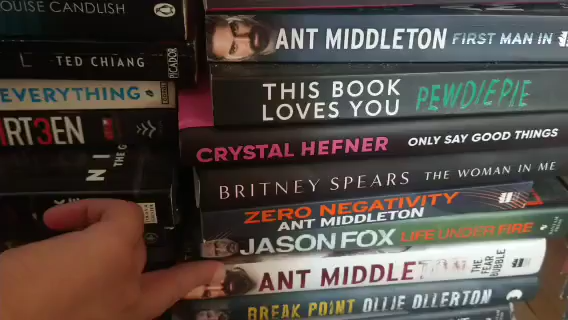 OUISE CANDLISH
TED CHIANG
PICADOR
EVERYTHING
IRT3EN
ANT MIDDLETON FIRST MAN IN
THIS BOOK
LOVES YOU PEWDIEPIE
CRYSTAL HEFNER ONLY SAY GOOD THINGS
BRITNEY SPEARS THE WOMAN IN ME
ZERO NEGATIVITY
ANT MIDDLETON
JASON FOX LIFE UNDER FIRE
ANT MIDDLETON THE FEAR BUBBLE
BREAK POINT OLLIE OLLERTON